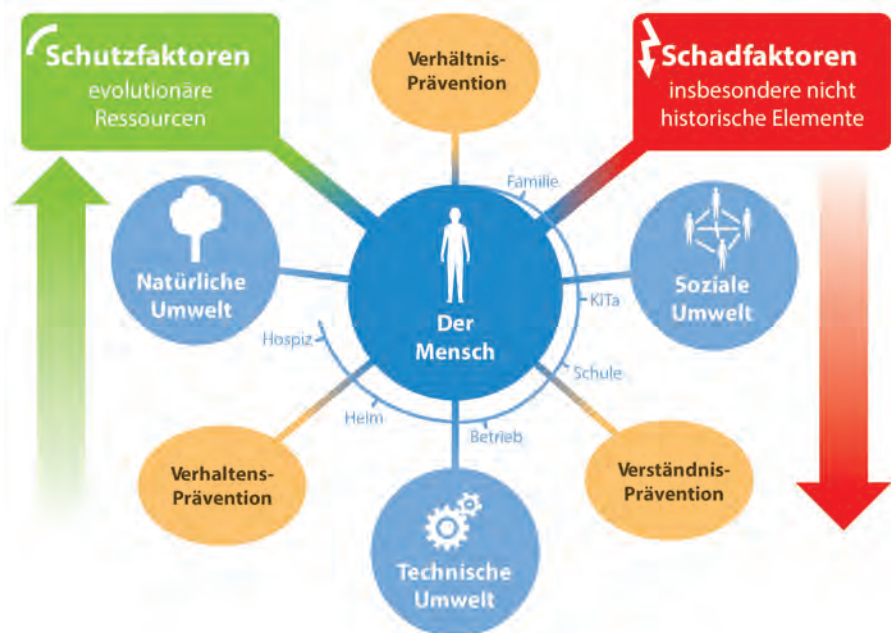 Schutzfaktoren
evolutionäre
Ressourcen
Verhältnis-
Prävention
Schadfaktoren
insbesondere nicht
historische Elemente
Familie
Natürliche
Umwelt
Der
Mensch
KITa
Soziale
Umwelt
Hospiz
Schule
Heim
Betrieb
Verhaltens-
Prävention
Verständnis-
Prävention
Technische
Umwelt